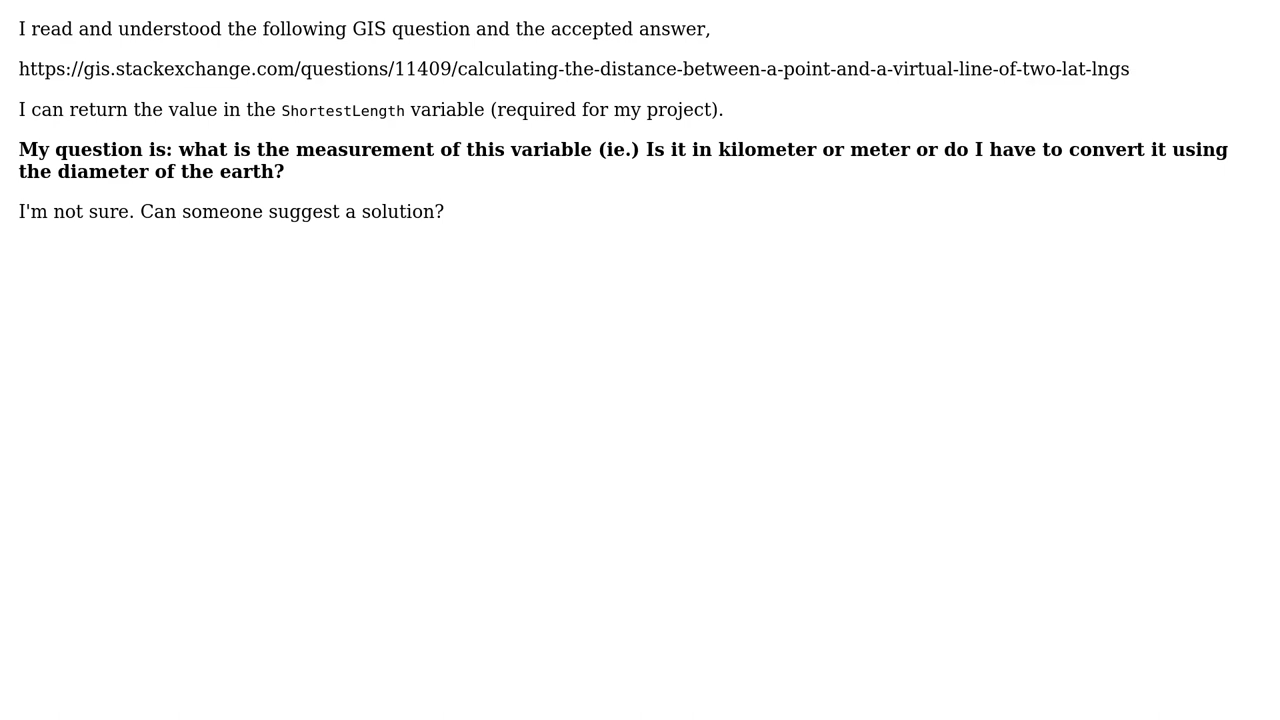 I read and understood the following GIS question and the accepted answer,
https://gis.stackexchange.com/questions/11409/calculating-the-distance-between-a-point-and-a-virtual-line-of-two-lat-lngs
I can return the value in the ShortestLength variable (required for my project).
My question is: what is the measurement of this variable (ie.) Is it in kilometer or meter or do I have to convert it using
the diameter of the earth?
I'm not sure. Can someone suggest a solution?